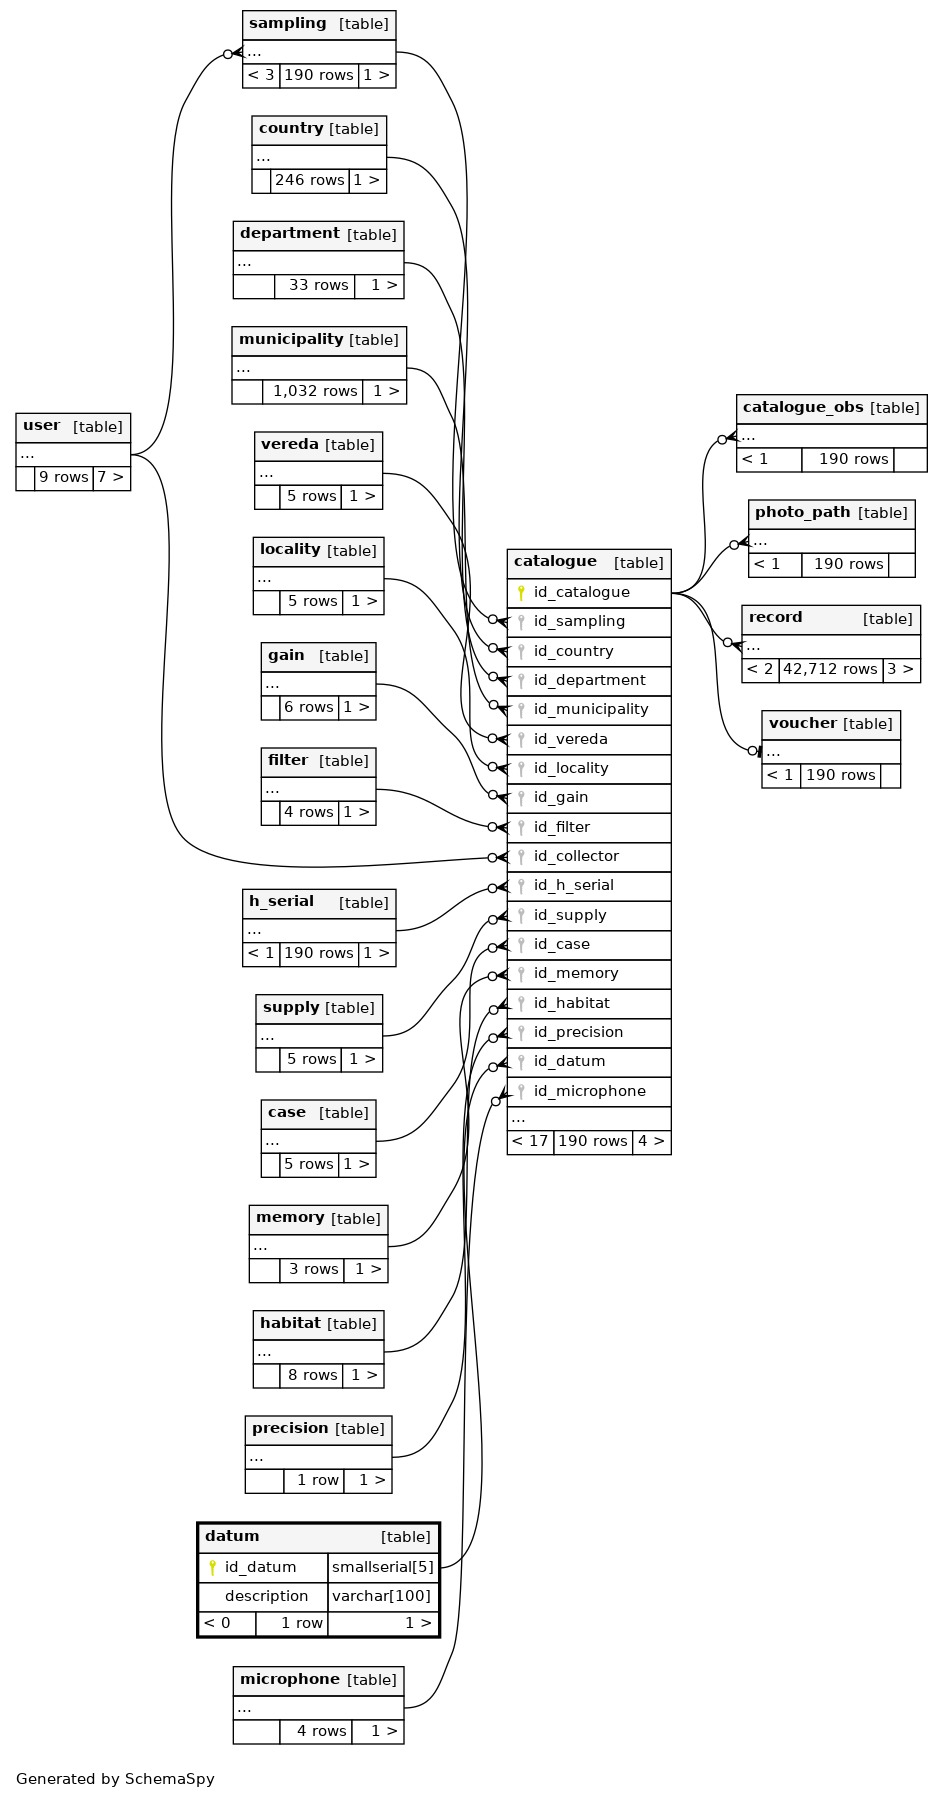 sampling [table]
...
< 3 190 rows 1 >
country [table]
...
246 rows 1 >
department [table]
...
33 rows 1 >
municipality [table]
...
1,032 rows 1 >
user [table]
...
9 rows 7 >
vereda [table]
...
5 rows 1 >
locality [table]
...
5 rows 1 >
gain [table]
...
6 rows 1 >
filter [table]
...
4 rows 1 >
h_serial [table]
...
< 1 190 rows 1 >
supply [table]
...
5 rows 1 >
case [table]
...
5 rows 1 >
memory [table]
...
3 rows 1 >
habitat [table]
...
8 rows 1 >
precision [table]
...
1 row 1 >
datum [table]
id_datum smallserial[5]
description varchar[100]
< 0 1 row 1 >
microphone [table]
...
4 rows 1 >
catalogue [table]
id_catalogue
id_sampling
id_country
id_department
id_municipality
id_vereda
id_locality
id_gain
id_filter
id_collector
id_h_serial
id_supply
id_case
id_memory
id_habitat
id_precision
id_datum
id_microphone
...
< 17 190 rows 4 >
catalogue_obs [table]
...
< 1 190 rows
photo_path [table]
...
< 1 190 rows
record [table]
...
< 2 42,712 rows 3 >
voucher [table]
...
< 1 190 rows
Generated by SchemaSpy